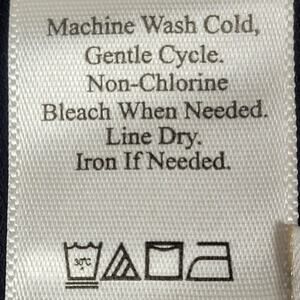 Machine Wash Cold,
Gentle Cycle.
Non-Chlorine
Bleach When Needed.
Line Dry.
Iron If Needed.
30°C